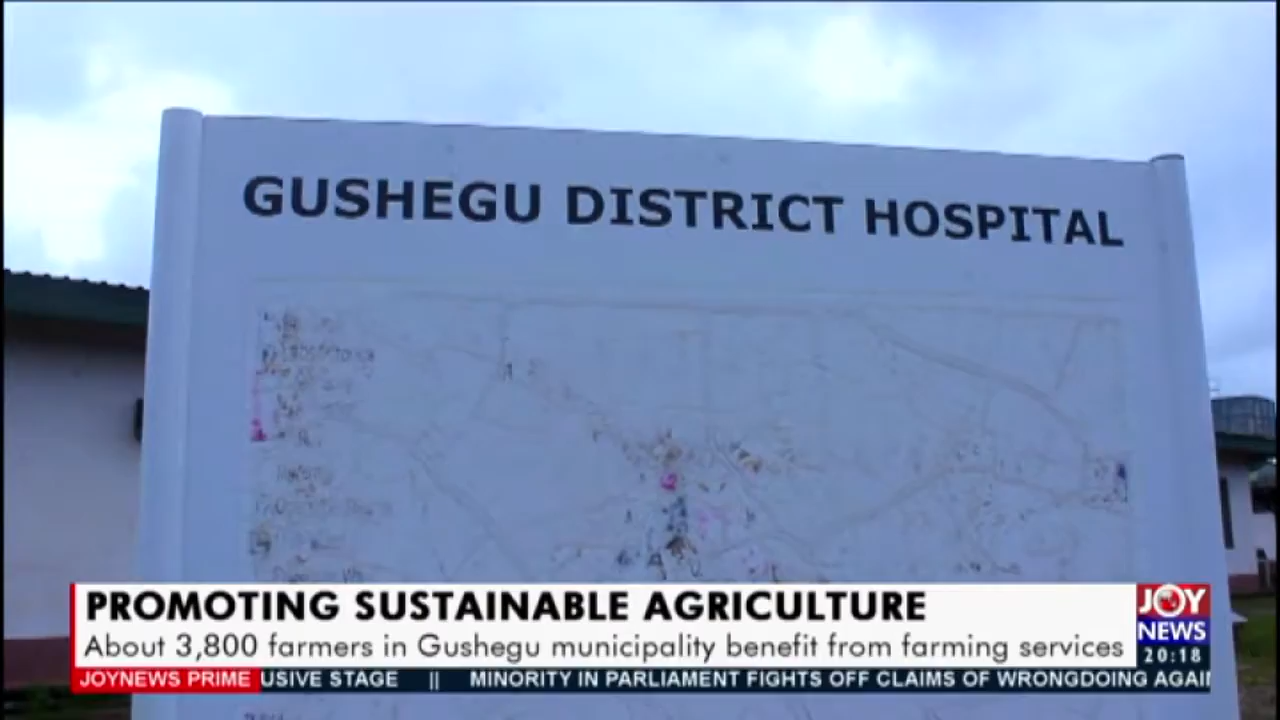 GUSHEGU DISTRICT HOSPITAL
PROMOTING SUSTAINABLE AGRICULTURE
About 3,800 farmers in Gushegu municipality benefit from farming services
JOY
NEWS
20:18
JOYNEWS PRIME
USIVE STAGE || MINORITY IN PARLIAMENT FIGHTS OFF CLAIMS OF WRONGDOING AGAI